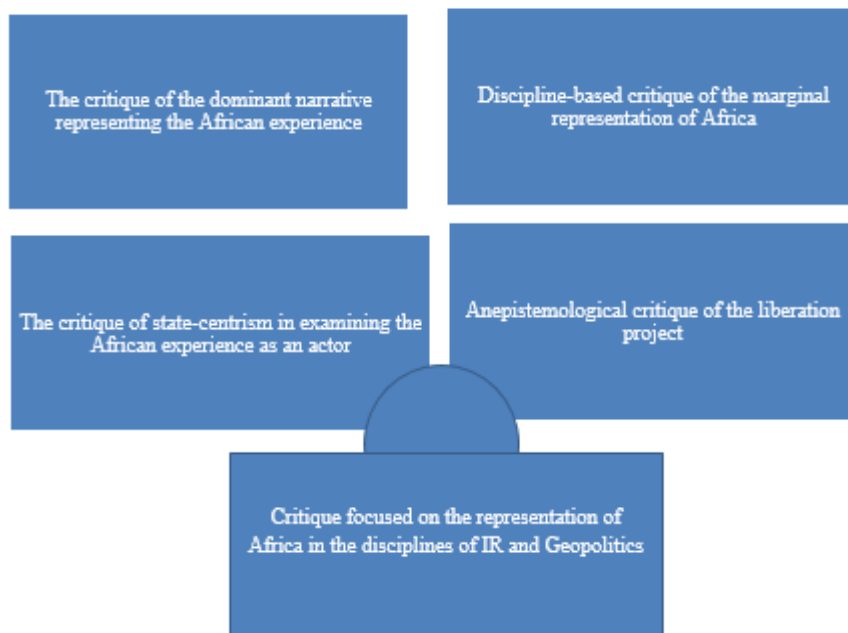 The critique of the dominant narrative
representing the African experience
Discipline-based critique of the marginal
representation of Africa
The critique of state-centrism in examining the
African experience as an actor
Anepistemological critique of the liberation
project
Critique focused on the representation of
Africa in the disciplines of IR and Geopolitics